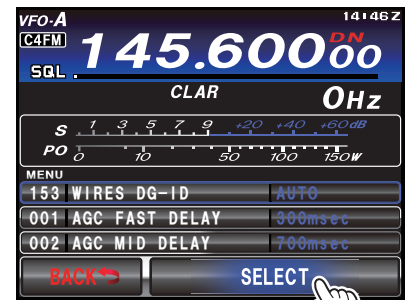 VFO-A 14:46Z
C4FM 145.60000 DN
SQL
CLAR 0Hz
S 1 3 5 7 9 +20 +40 +60dB
PO 0 10 50 100 150W
MENU
153 WIRES DG-ID AUTO
001 AGC FAST DELAY 300msec
002 AGC MID DELAY 700msec
BACK SELECT